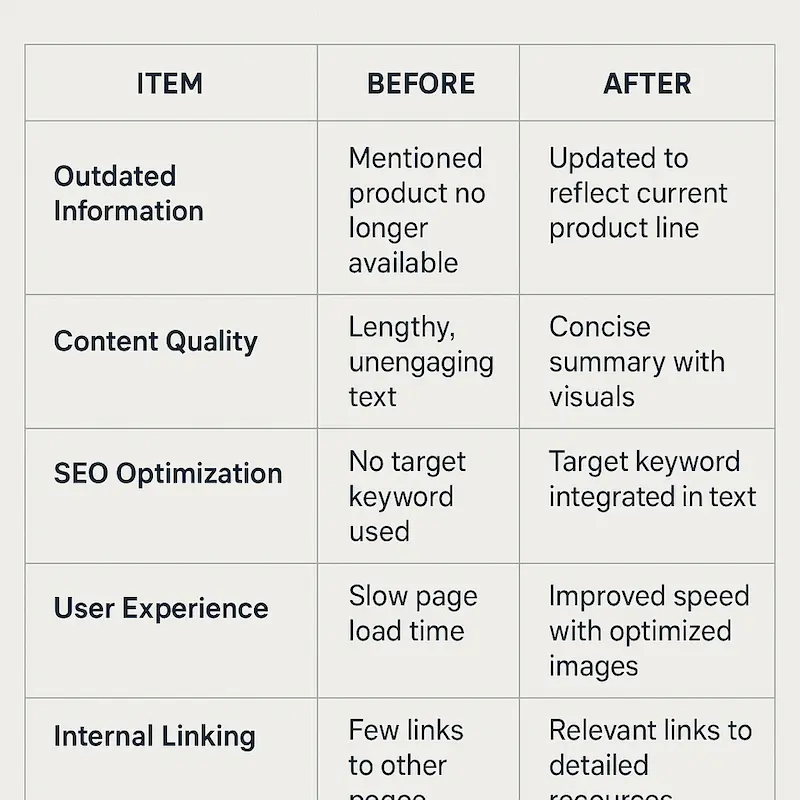 ITEM
BEFORE
AFTER
Outdated
Information
Mentioned
product no
longer
available
Updated to
reflect current
product line
Content Quality
Lengthy,
unengaging
text
Concise
summary with
visuals
SEO Optimization
No target
keyword
used
Target keyword
integrated in text
User Experience
Slow page
load time
Improved speed
with optimized
images
Internal Linking
Few links
to other
Relevant links to
detailed